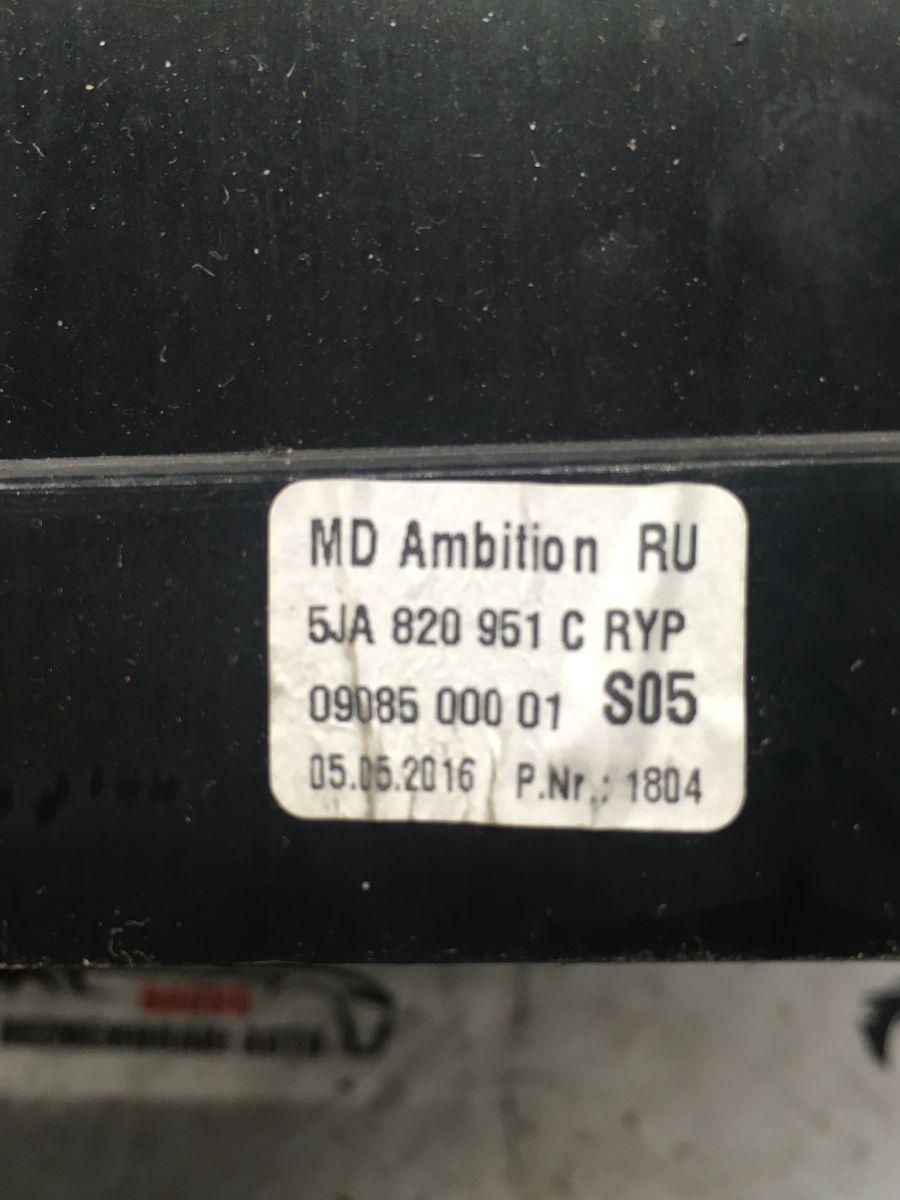 MD Ambition RU
5JA 820 951 C RYP
09085 000 01 S05
05.05.2016 P.Nr.: 1804